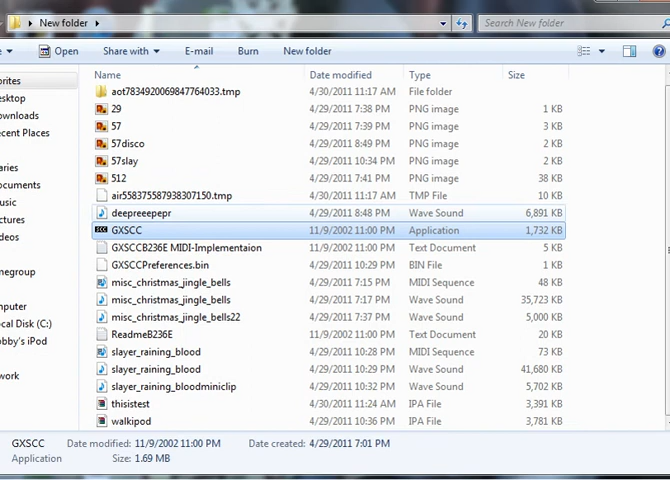 New folder
Search New folder
Open Share with E-mail Burn New folder
Name Date modified Type Size
aot7834920069847764033.tmp 4/30/2011 11:17 AM File folder
29 4/29/2011 7:38 PM PNG image 1 KB
57 4/29/2011 7:39 PM PNG image 3 KB
57disco 4/29/2011 8:49 PM PNG image 2 KB
57slay 4/29/2011 10:34 PM PNG image 2 KB
512 4/29/2011 7:41 PM PNG image 38 KB
air558375587938307150.tmp 4/30/2011 11:17 AM TMP File 10 KB
deepreeepepr 4/29/2011 8:48 PM Wave Sound 6,891 KB
GXSCC 11/9/2002 11:00 PM Application 1,732 KB
GXSCCB236E MIDI-Implementaion 11/9/2002 11:00 PM Text Document 5 KB
GXSCCPreferences.bin 4/29/2011 10:29 PM BIN File 1 KB
misc_christmas_jingle_bells 4/29/2011 7:15 PM MIDI Sequence 48 KB
misc_christmas_jingle_bells 4/29/2011 7:17 PM Wave Sound 35,723 KB
misc_christmas_jingle_bells22 4/29/2011 7:37 PM Wave Sound 5,000 KB
ReadmeB236E 11/9/2002 11:00 PM Text Document 20 KB
slayer_raining_blood 4/29/2011 10:28 PM MIDI Sequence 73 KB
slayer_raining_blood 4/29/2011 10:29 PM Wave Sound 41,680 KB
slayer_raining_bloodminiclip 4/29/2011 10:32 PM Wave Sound 5,702 KB
thisistest 4/30/2011 11:24 AM IPA File 3,391 KB
walkipod 4/29/2011 10:36 PM IPA File 3,781 KB
orites
esktop
ownloads
ecent Places
aries
ocuments
usic
ctures
deos
megroup
mputer
cal Disk (C:)
obby's iPod
work
GXSCC Date modified: 11/9/2002 11:00 PM Date created: 4/29/2011 7:01 PM
Application Size: 1.69 MB